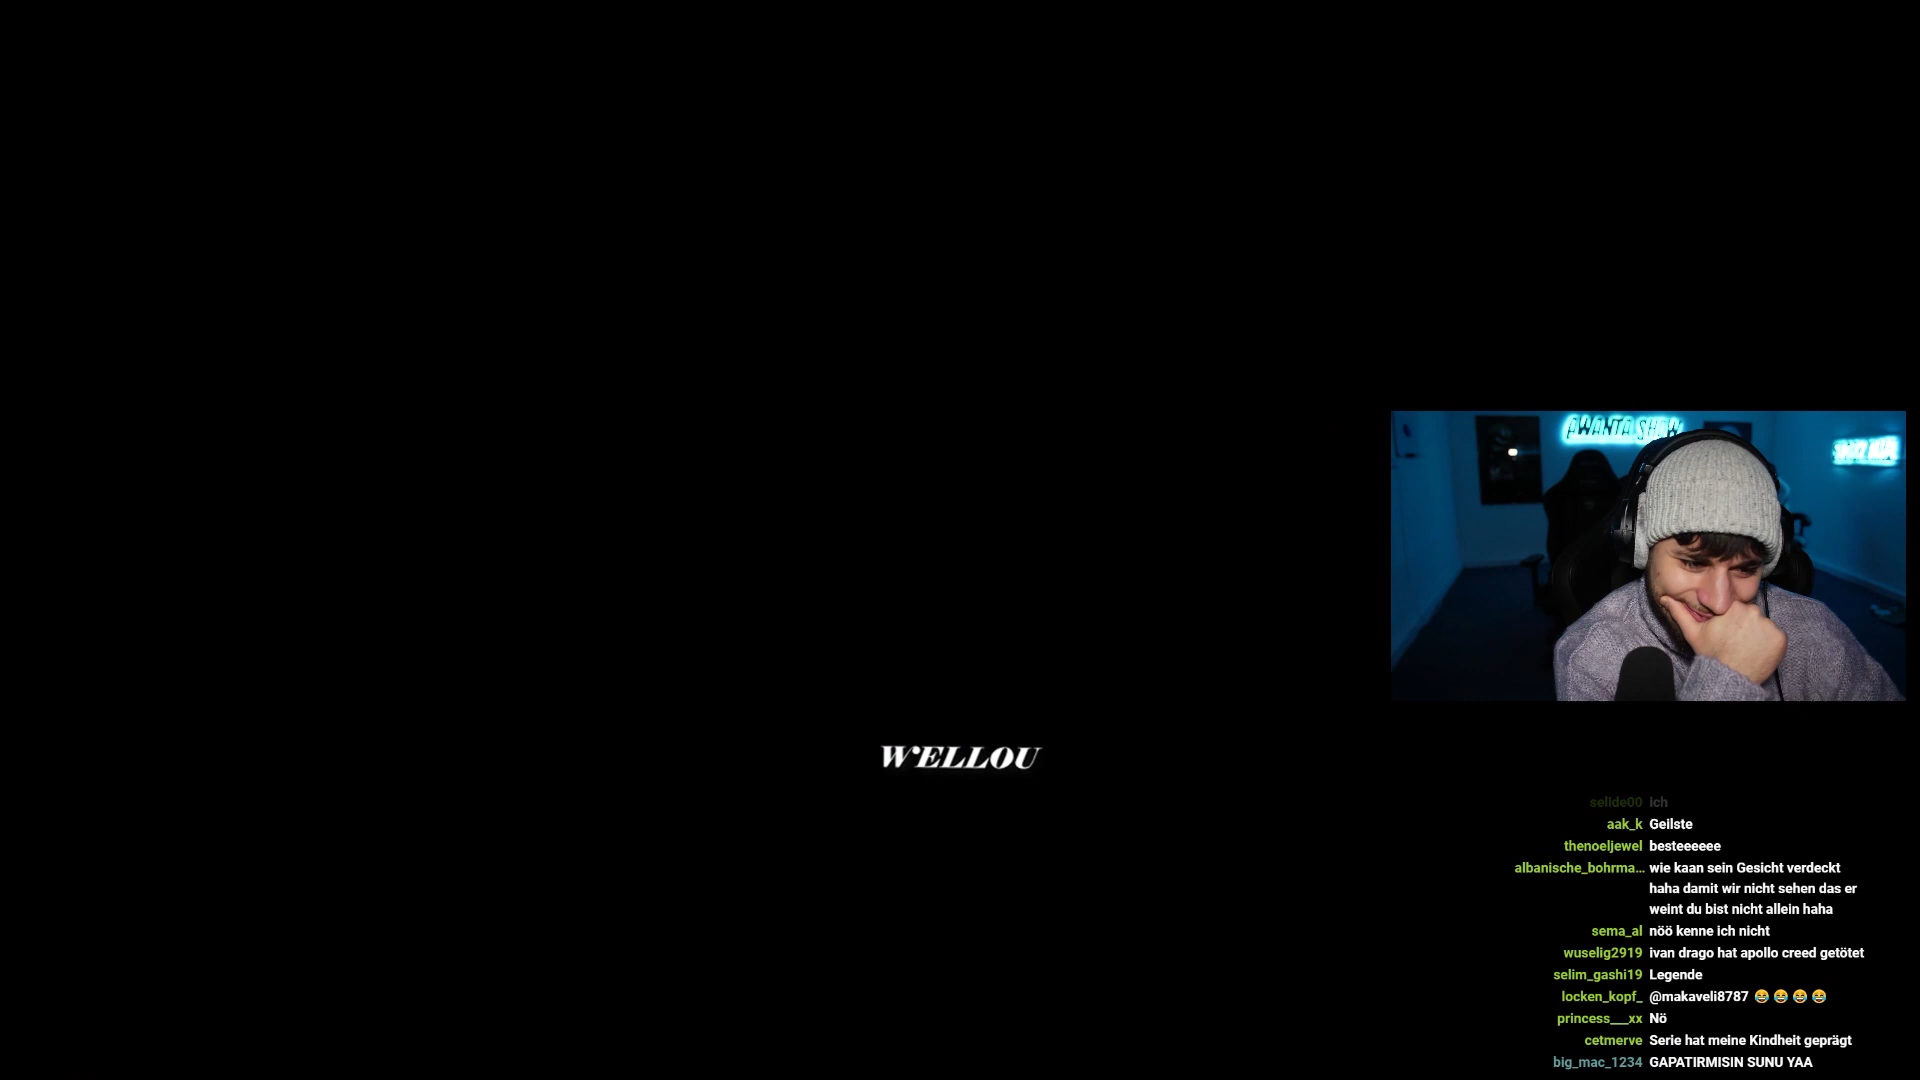 AWANTA SHOW
WELLOU
selide00 ich
aak_k Geilste
thenoeljewel besteeeeee
albanische_bohrma... wie kaan sein Gesicht verdeckt
haha damit wir nicht sehen das er
weint du bist nicht allein haha
sema_al nöö kenne ich nicht
wuselig2919 ivan drago hat apollo creed getötet
selim_gashi19 Legende
locken_kopf_ @makaveli8787 😂 😂 😂 😂
princess___xx Nö
cetmerve Serie hat meine Kindheit geprägt
big_mac_1234 GAPATIRMISIN SUNU YAA